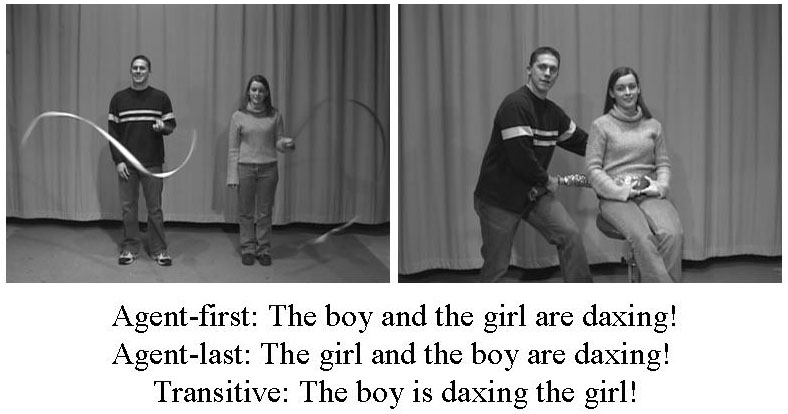 Agent-first: The boy and the girl are daxing!
Agent-last: The girl and the boy are daxing!
Transitive: The boy is daxing the girl!